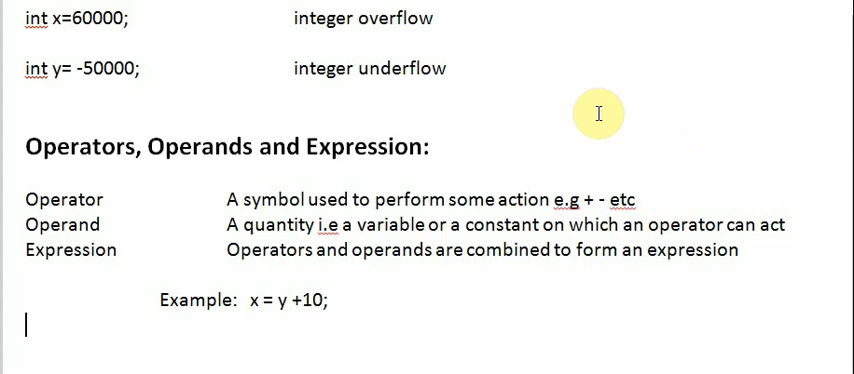 int x=60000; integer overflow
int y= -50000; integer underflow
Operators, Operands and Expression:
Operator A symbol used to perform some action e.g + - etc
Operand A quantity i.e a variable or a constant on which an operator can act
Expression Operators and operands are combined to form an expression
Example: x = y +10;